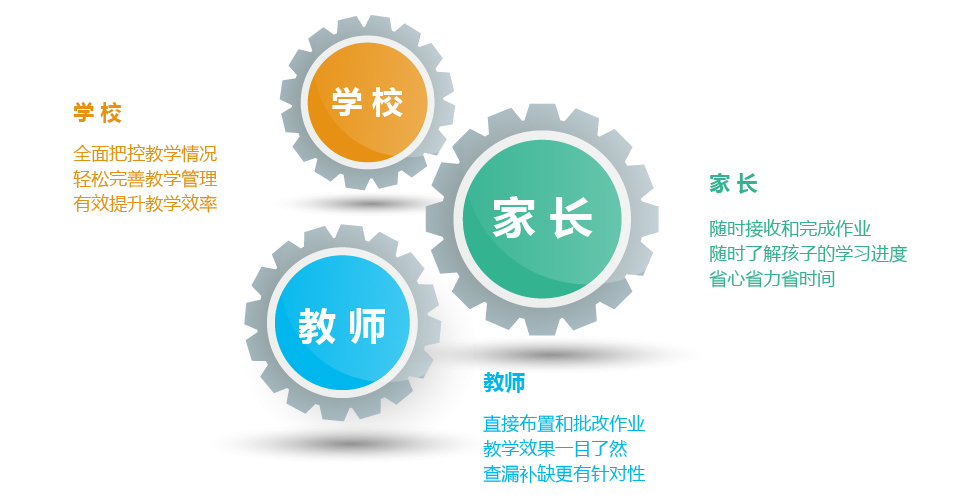 学校
学校
全面把控教学情况
轻松完善教学管理
有效提升教学效率
家长
家长
随时接收和完成作业
随时了解孩子的学习进度
省心省力省时间
教师
教师
直接布置和批改作业
教学效果一目了然
查漏补缺更有针对性